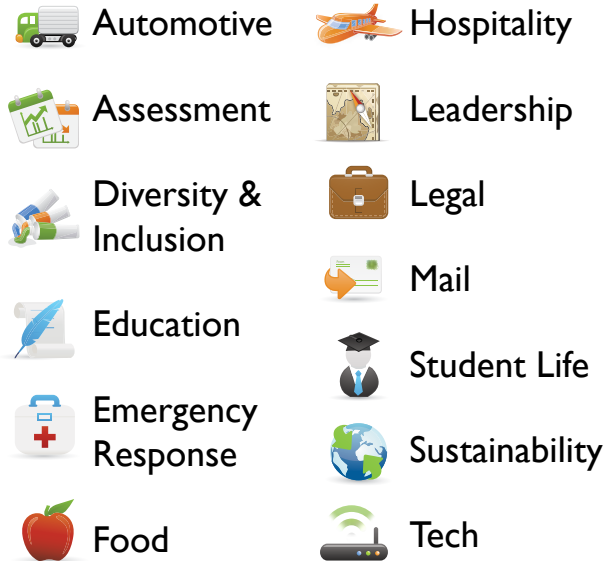 Automotive
Assessment
Diversity &
Inclusion
Education
Emergency
Response
Food
Hospitality
Leadership
Legal
Mail
Student Life
Sustainability
Tech